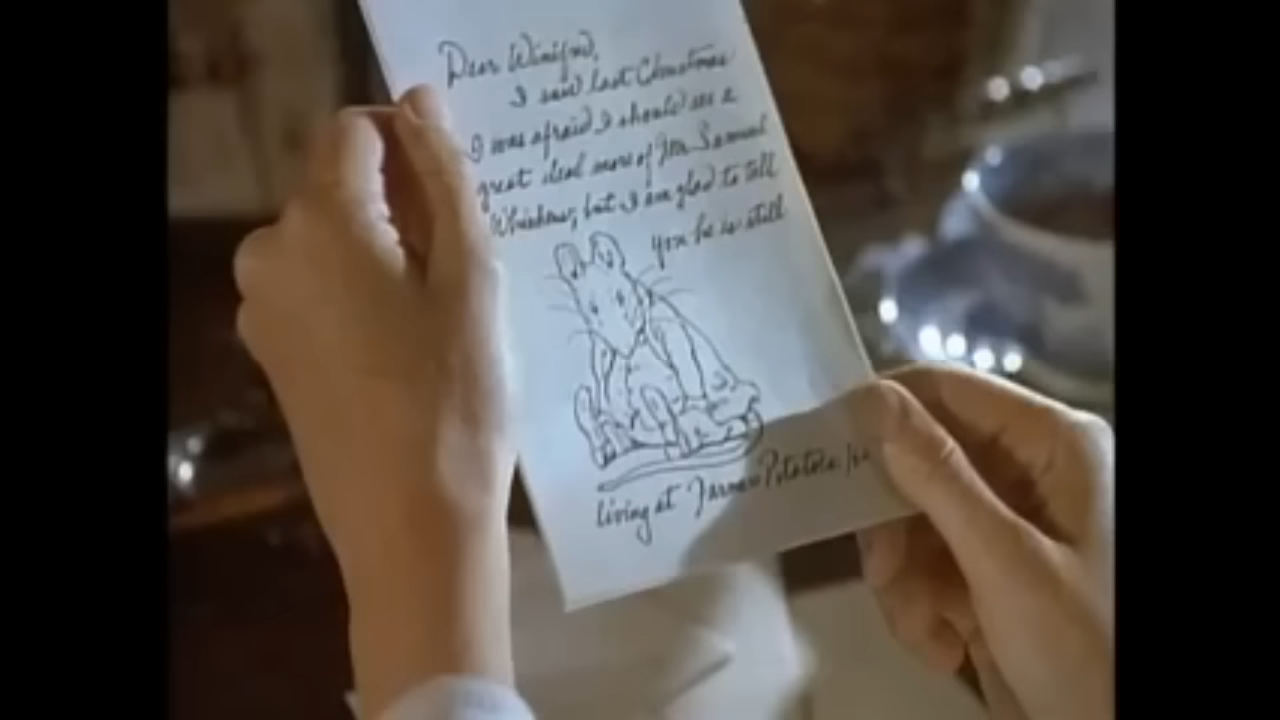 Dear Winifred,
I said last Christmas
I was afraid I should see a
great deal more of Mr. Samuel
Whiskers, but I am glad to tell
you he is still
living at Farmer Potatoes